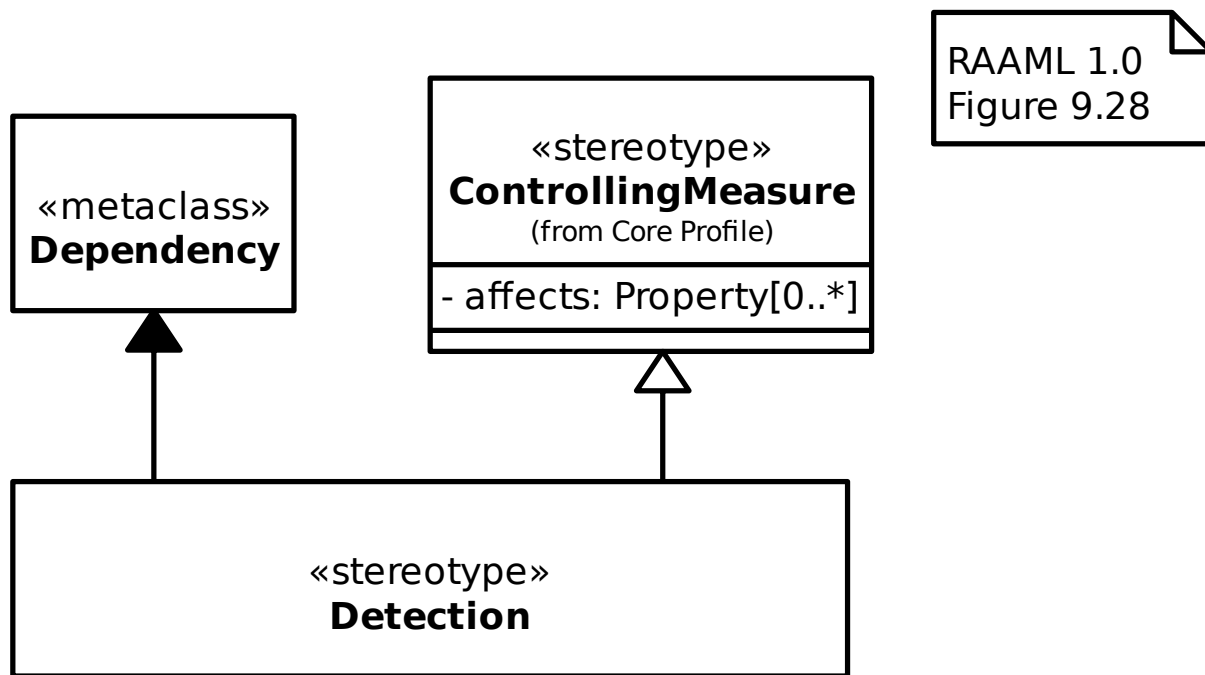 RAAML 1.0
Figure 9.28
«metaclass»
Dependency
«stereotype»
ControllingMeasure
(from Core Profile)
- affects: Property[0..*]
«stereotype»
Detection